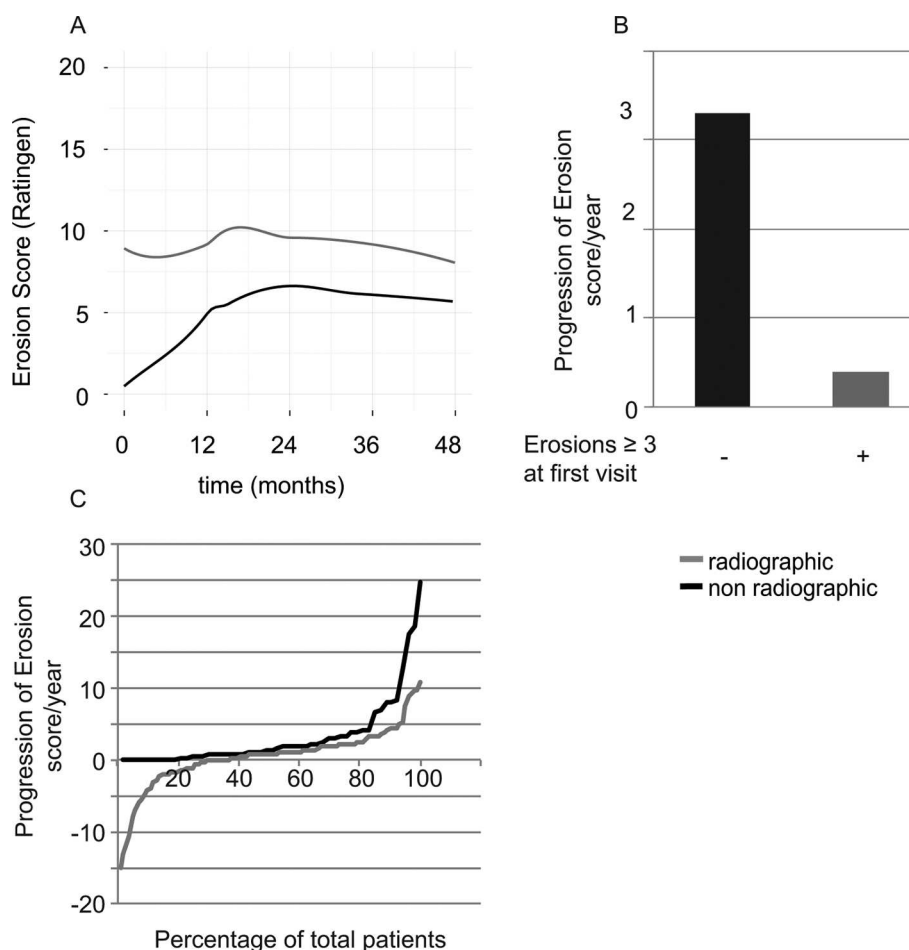 A
Erosion Score (Ratingen)
20
15
10
5
0
0 12 24 36 48
time (months)
B
Progression of Erosion
score/year
3
2
1
0
Erosions ≥ 3
at first visit
- +
C
Progression of Erosion
score/year
30
20
10
0
-10
-20
20 40 60 80 100
Percentage of total patients
radiographic
non radiographic